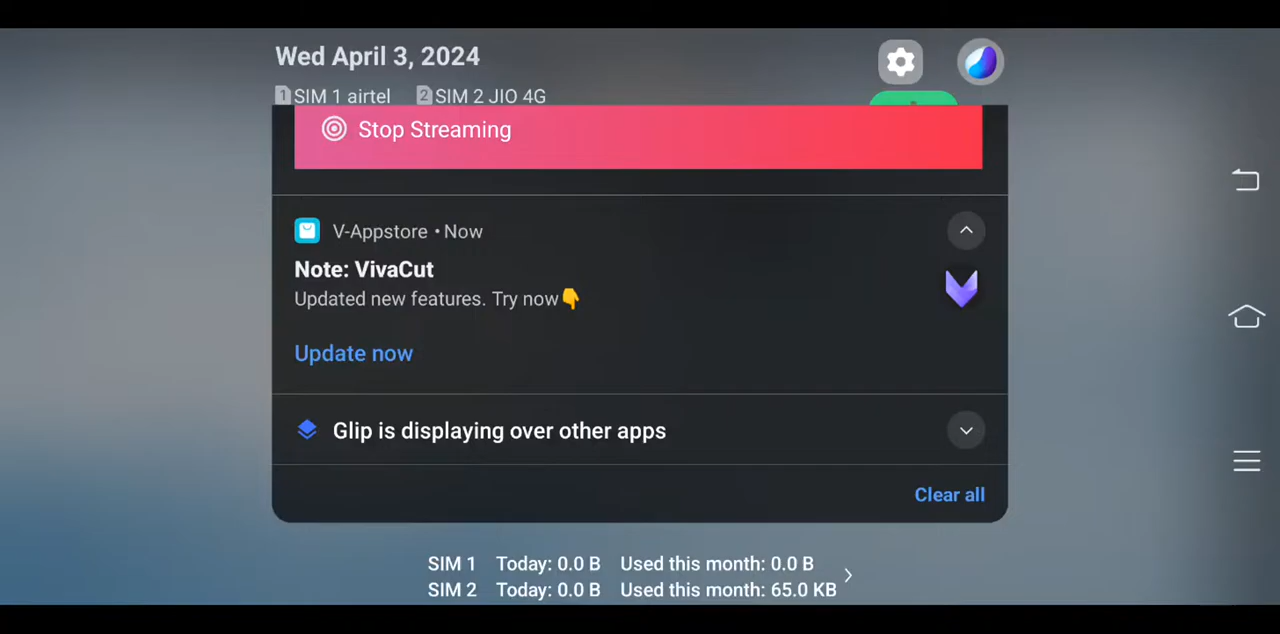 Wed April 3, 2024
1 SIM 1 airtel 2 SIM 2 JIO 4G
Stop Streaming
V-Appstore • Now
Note: VivaCut
Updated new features. Try now👇
Update now
Glip is displaying over other apps
Clear all
SIM 1 Today: 0.0 B Used this month: 0.0 B
SIM 2 Today: 0.0 B Used this month: 65.0 KB